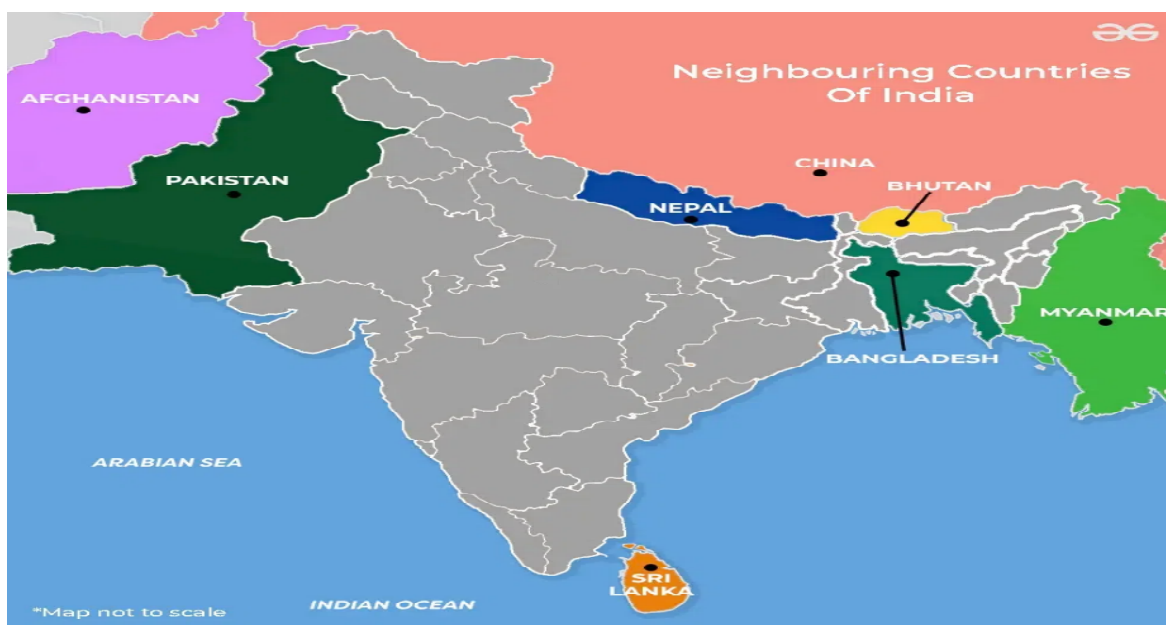 Neighbouring Countries
Of India
AFGHANISTAN
PAKISTAN
CHINA
BHUTAN
NEPAL
MYANMAR
BANGLADESH
ARABIAN SEA
SRI
LANKA
INDIAN OCEAN
*Map not to scale